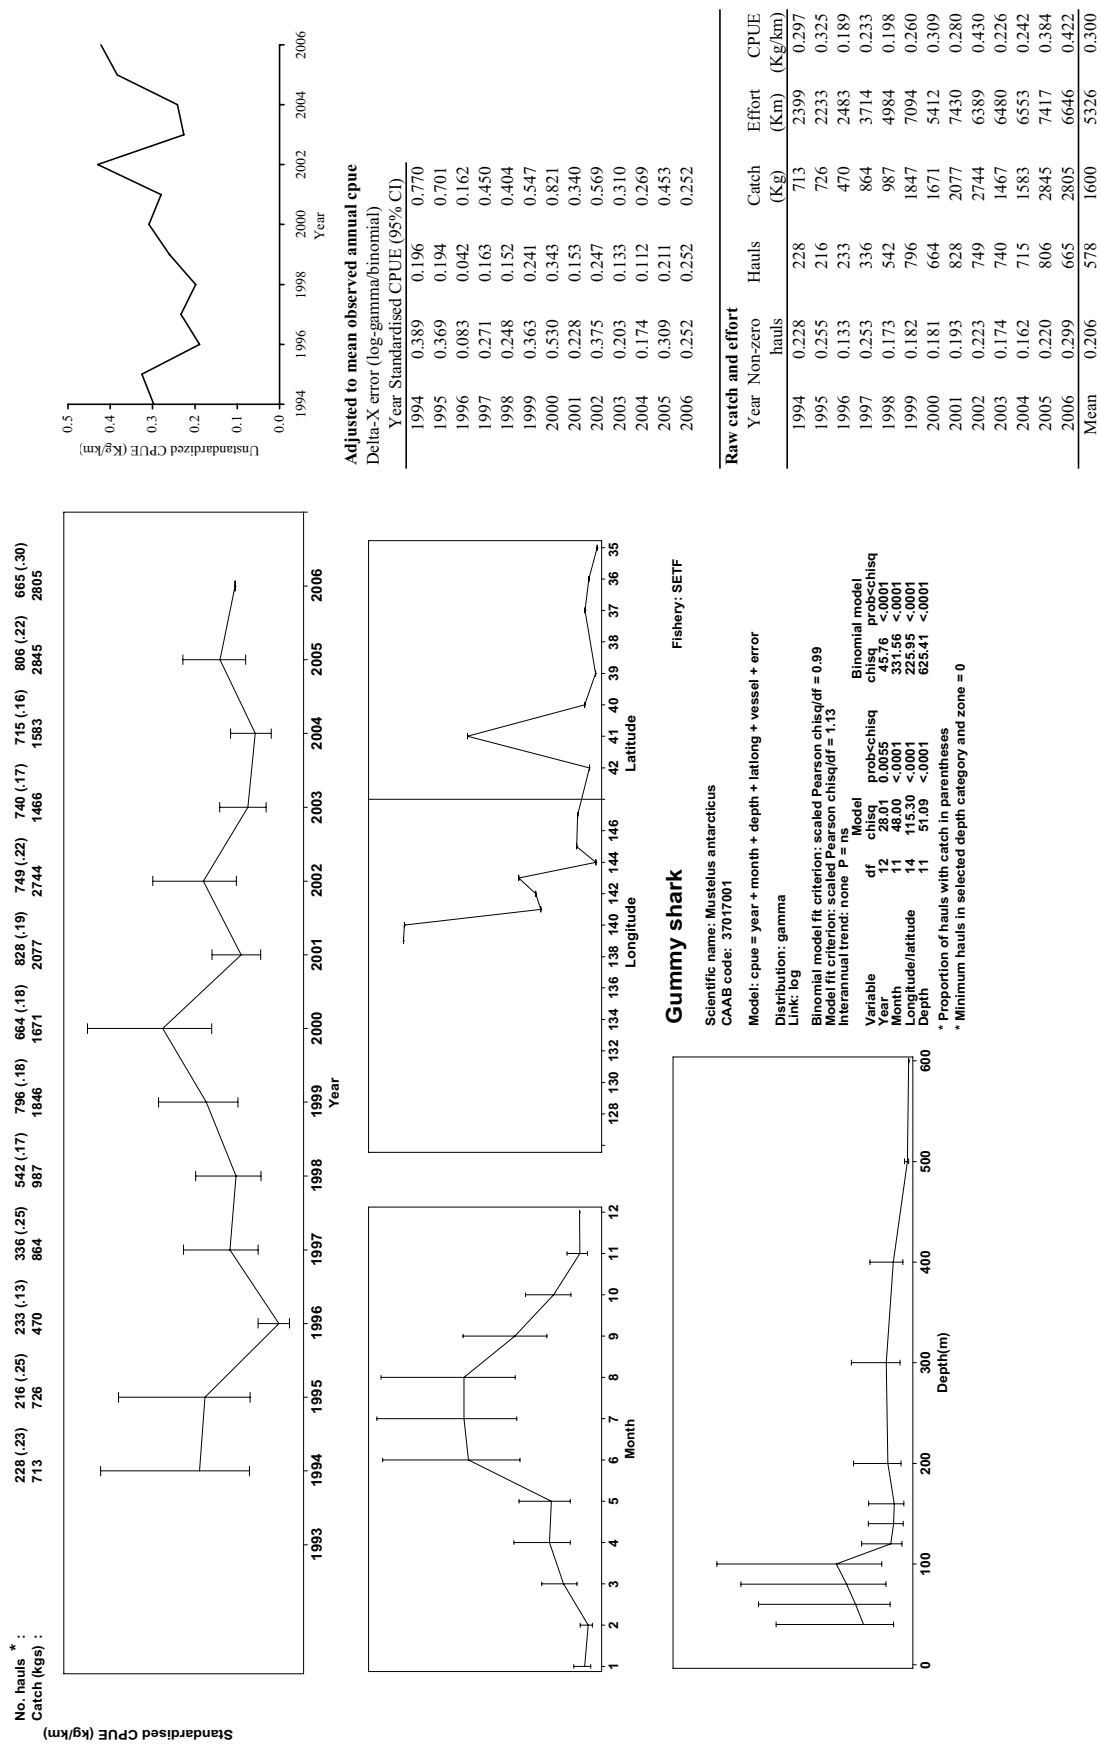 No. hauls * : 228 (.23) 216 (.25) 233 (.13) 336 (.25) 542 (.17) 796 (.18) 664 (.18) 828 (.19) 749 (.22) 740 (.17) 715 (.16) 806 (.22) 665 (.30)
Catch (kgs) : 713 726 470 864 987 1846 1671 2077 2744 1466 1583 2845 2805
Standardised CPUE (kg/km)
1993 1994 1995 1996 1997 1998 1999 2000 2001 2002 2003 2004 2005 2006
Year
1 2 3 4 5 6 7 8 9 10 11 12
Month
128 130 132 134 136 138 140 142 144 146 42 41 40 39 38 37 36 35
Longitude Latitude
0 100 200 300 400 500 600
Depth(m)
Gummy shark
Fishery: SETF
Scientific name: Mustelus antarcticus
CAAB code: 37017001
Model: cpue = year + month + depth + latlong + vessel + error
Distribution: gamma
Link: log
Binomial model fit criterion: scaled Pearson chisq/df = 0.99
Model fit criterion: scaled Pearson chisq/df = 1.13
Interannual trend: none P = ns
Model Binomial model
Variable df chisq prob<chisq chisq prob<chisq
Year 12 28.01 0.0055 45.76 <.0001
Month 11 48.00 <.0001 331.56 <.0001
Longitude/latitude 14 115.30 <.0001 225.95 <.0001
Depth 11 51.09 <.0001 625.41 <.0001
* Proportion of hauls with catch in parentheses
* Minimum hauls in selected depth category and zone = 0
Unstandardized CPUE (Kg/km)
0.5
0.4
0.3
0.2
0.1
0.0
1994 1996 1998 2000 2002 2004 2006
Year
Adjusted to mean observed annual cpue
Delta-X error (log-gamma/binomial)
Year Standardised CPUE (95% CI)
1994 0.389 0.196 0.770
1995 0.369 0.194 0.701
1996 0.083 0.042 0.162
1997 0.271 0.163 0.450
1998 0.248 0.152 0.404
1999 0.363 0.241 0.547
2000 0.530 0.343 0.821
2001 0.228 0.153 0.340
2002 0.375 0.247 0.569
2003 0.203 0.133 0.310
2004 0.174 0.112 0.269
2005 0.309 0.211 0.453
2006 0.252 0.252 0.252
Raw catch and effort
Year Non-zero Hauls Catch Effort CPUE
hauls (Kg) (Km) (Kg/km)
1994 0.228 228 713 2399 0.297
1995 0.255 216 726 2233 0.325
1996 0.133 233 470 2483 0.189
1997 0.253 336 864 3714 0.233
1998 0.173 542 987 4984 0.198
1999 0.182 796 1847 7094 0.260
2000 0.181 664 1671 5412 0.309
2001 0.193 828 2077 7430 0.280
2002 0.223 749 2744 6389 0.430
2003 0.174 740 1467 6480 0.226
2004 0.162 715 1583 6553 0.242
2005 0.220 806 2845 7417 0.384
2006 0.299 665 2805 6646 0.422
Mean 0.206 578 1600 5326 0.300